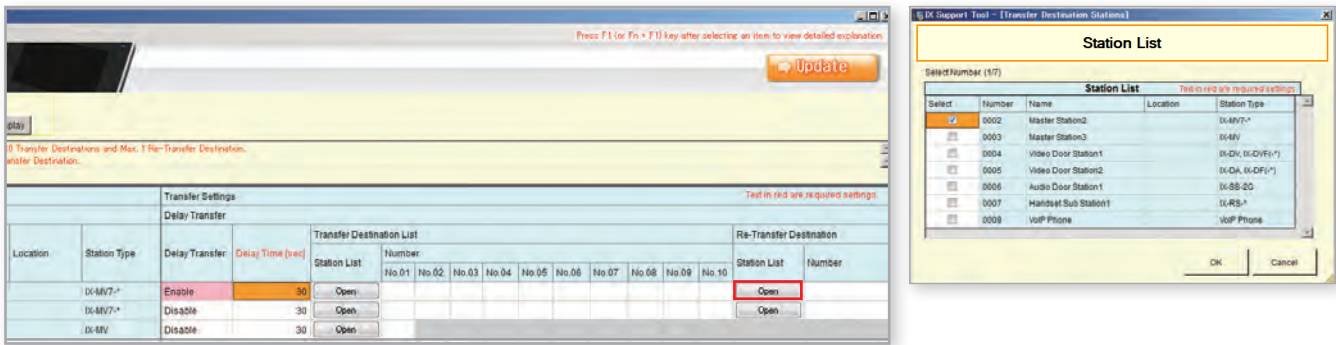 Press F1 (or Fn + F1) key after selecting an item to view detailed explanation
Update
play
0 Transfer Destinations and Max. 1 Re-Transfer Destination.
ansfer Destination.
Transfer Settings
Text in red are required settings.
Delay Transfer
Transfer Destination List
Re-Transfer Destination
Location
Station Type
Delay Transfer
Delay Time [sec]
Station List
Number
Station List
Number
No.01 No.02 No.03 No.04 No.05 No.06 No.07 No.08 No.09 No.10
IX-MV7-* Enable 30 Open Open
IX-MV7-* Disable 30 Open Open
IX-MV Disable 30 Open
IX Support Tool - [Transfer Destination Stations]
Station List
Select Number (1/7)
Station List Text in red are required settings
Select Number Name Location Station Type
0002 Master Station2 IX-MV7-*
0003 Master Station3 IX-MV
0004 Video Door Station1 IX-DV, IX-DVF(-*)
0005 Video Door Station2 IX-DA, IX-DF(-*)
0006 Audio Door Station1 IX-SS-2G
0007 Handset Sub Station1 IX-RS-*
0009 VoIP Phone VoIP Phone
OK Cancel